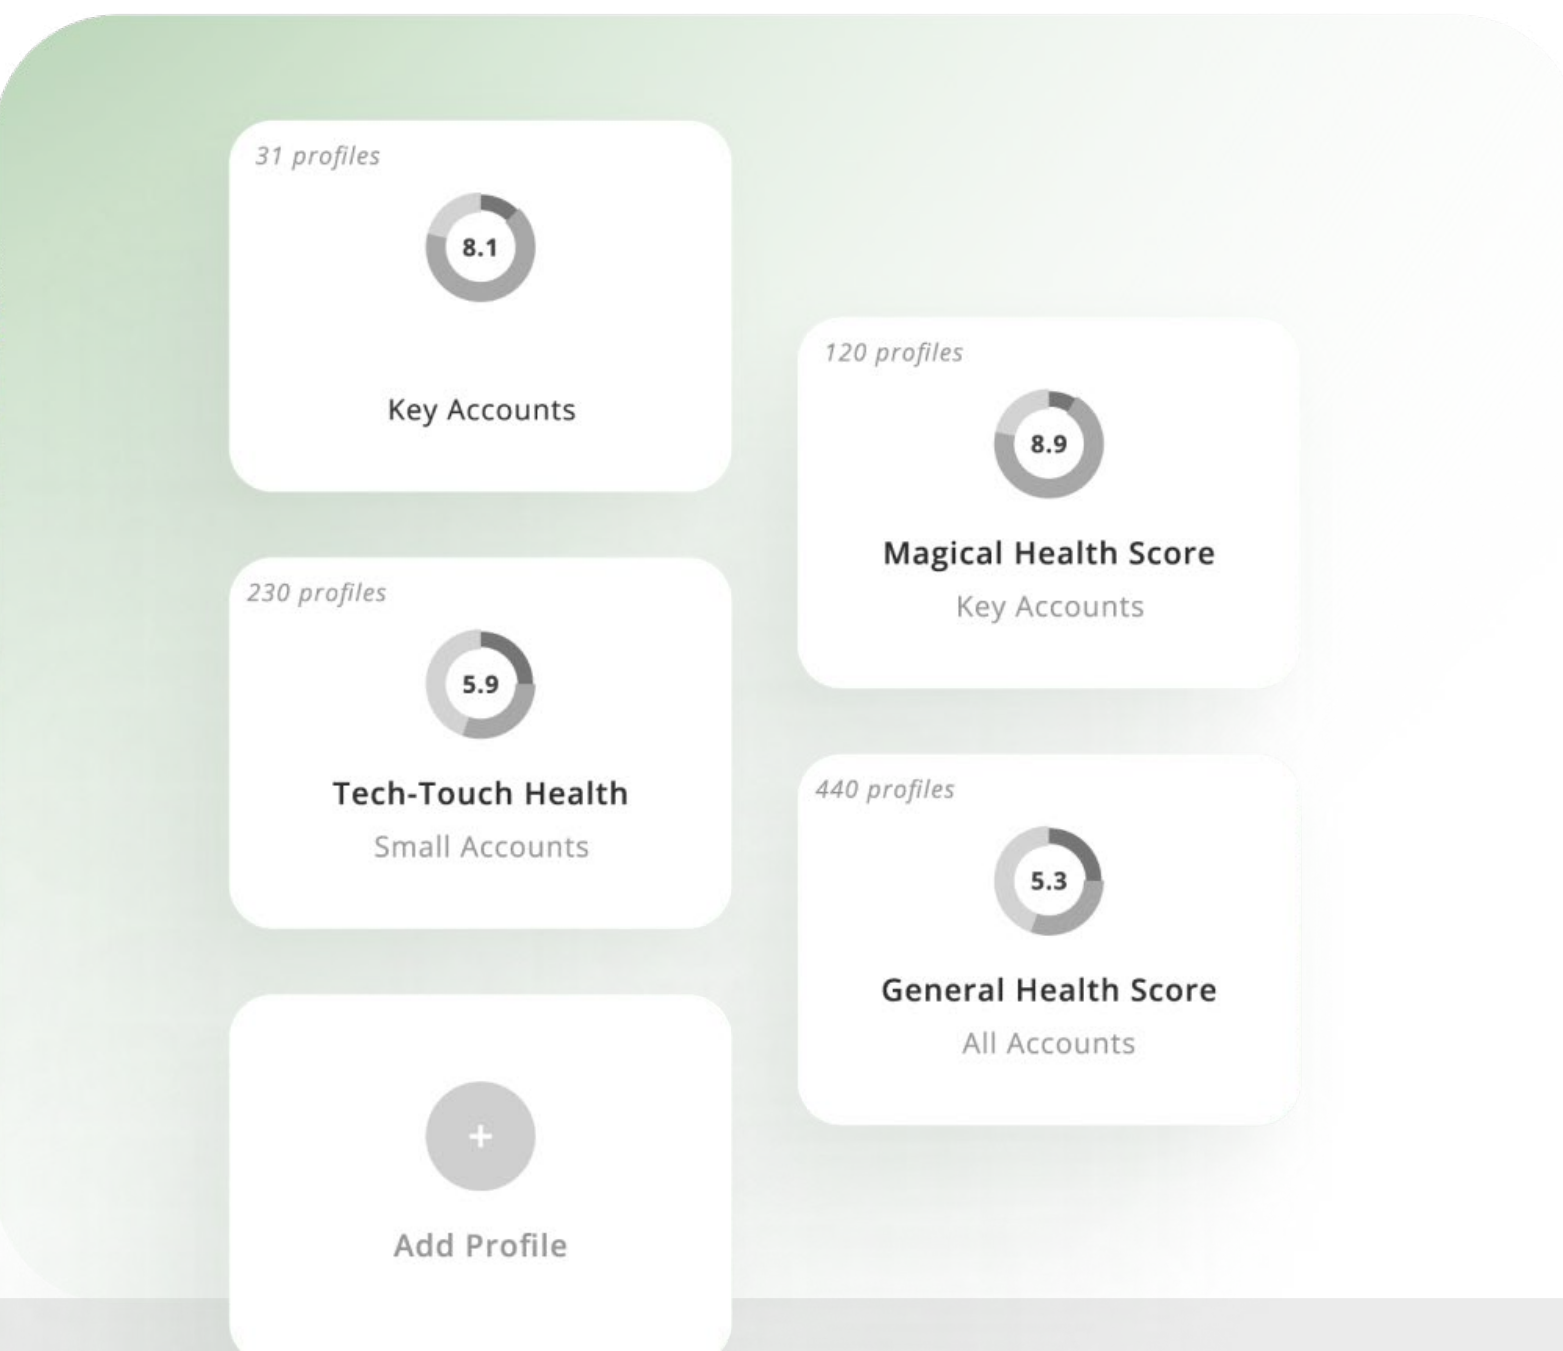 31 profiles
8.1
Key Accounts
120 profiles
8.9
Magical Health Score
Key Accounts
230 profiles
5.9
Tech-Touch Health
Small Accounts
440 profiles
5.3
General Health Score
All Accounts
+
Add Profile